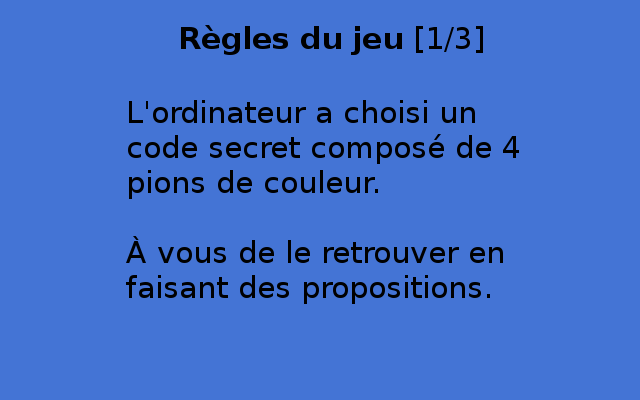 Règles du jeu [1/3]
L'ordinateur a choisi un
code secret composé de 4
pions de couleur.
À vous de le retrouver en
faisant des propositions.